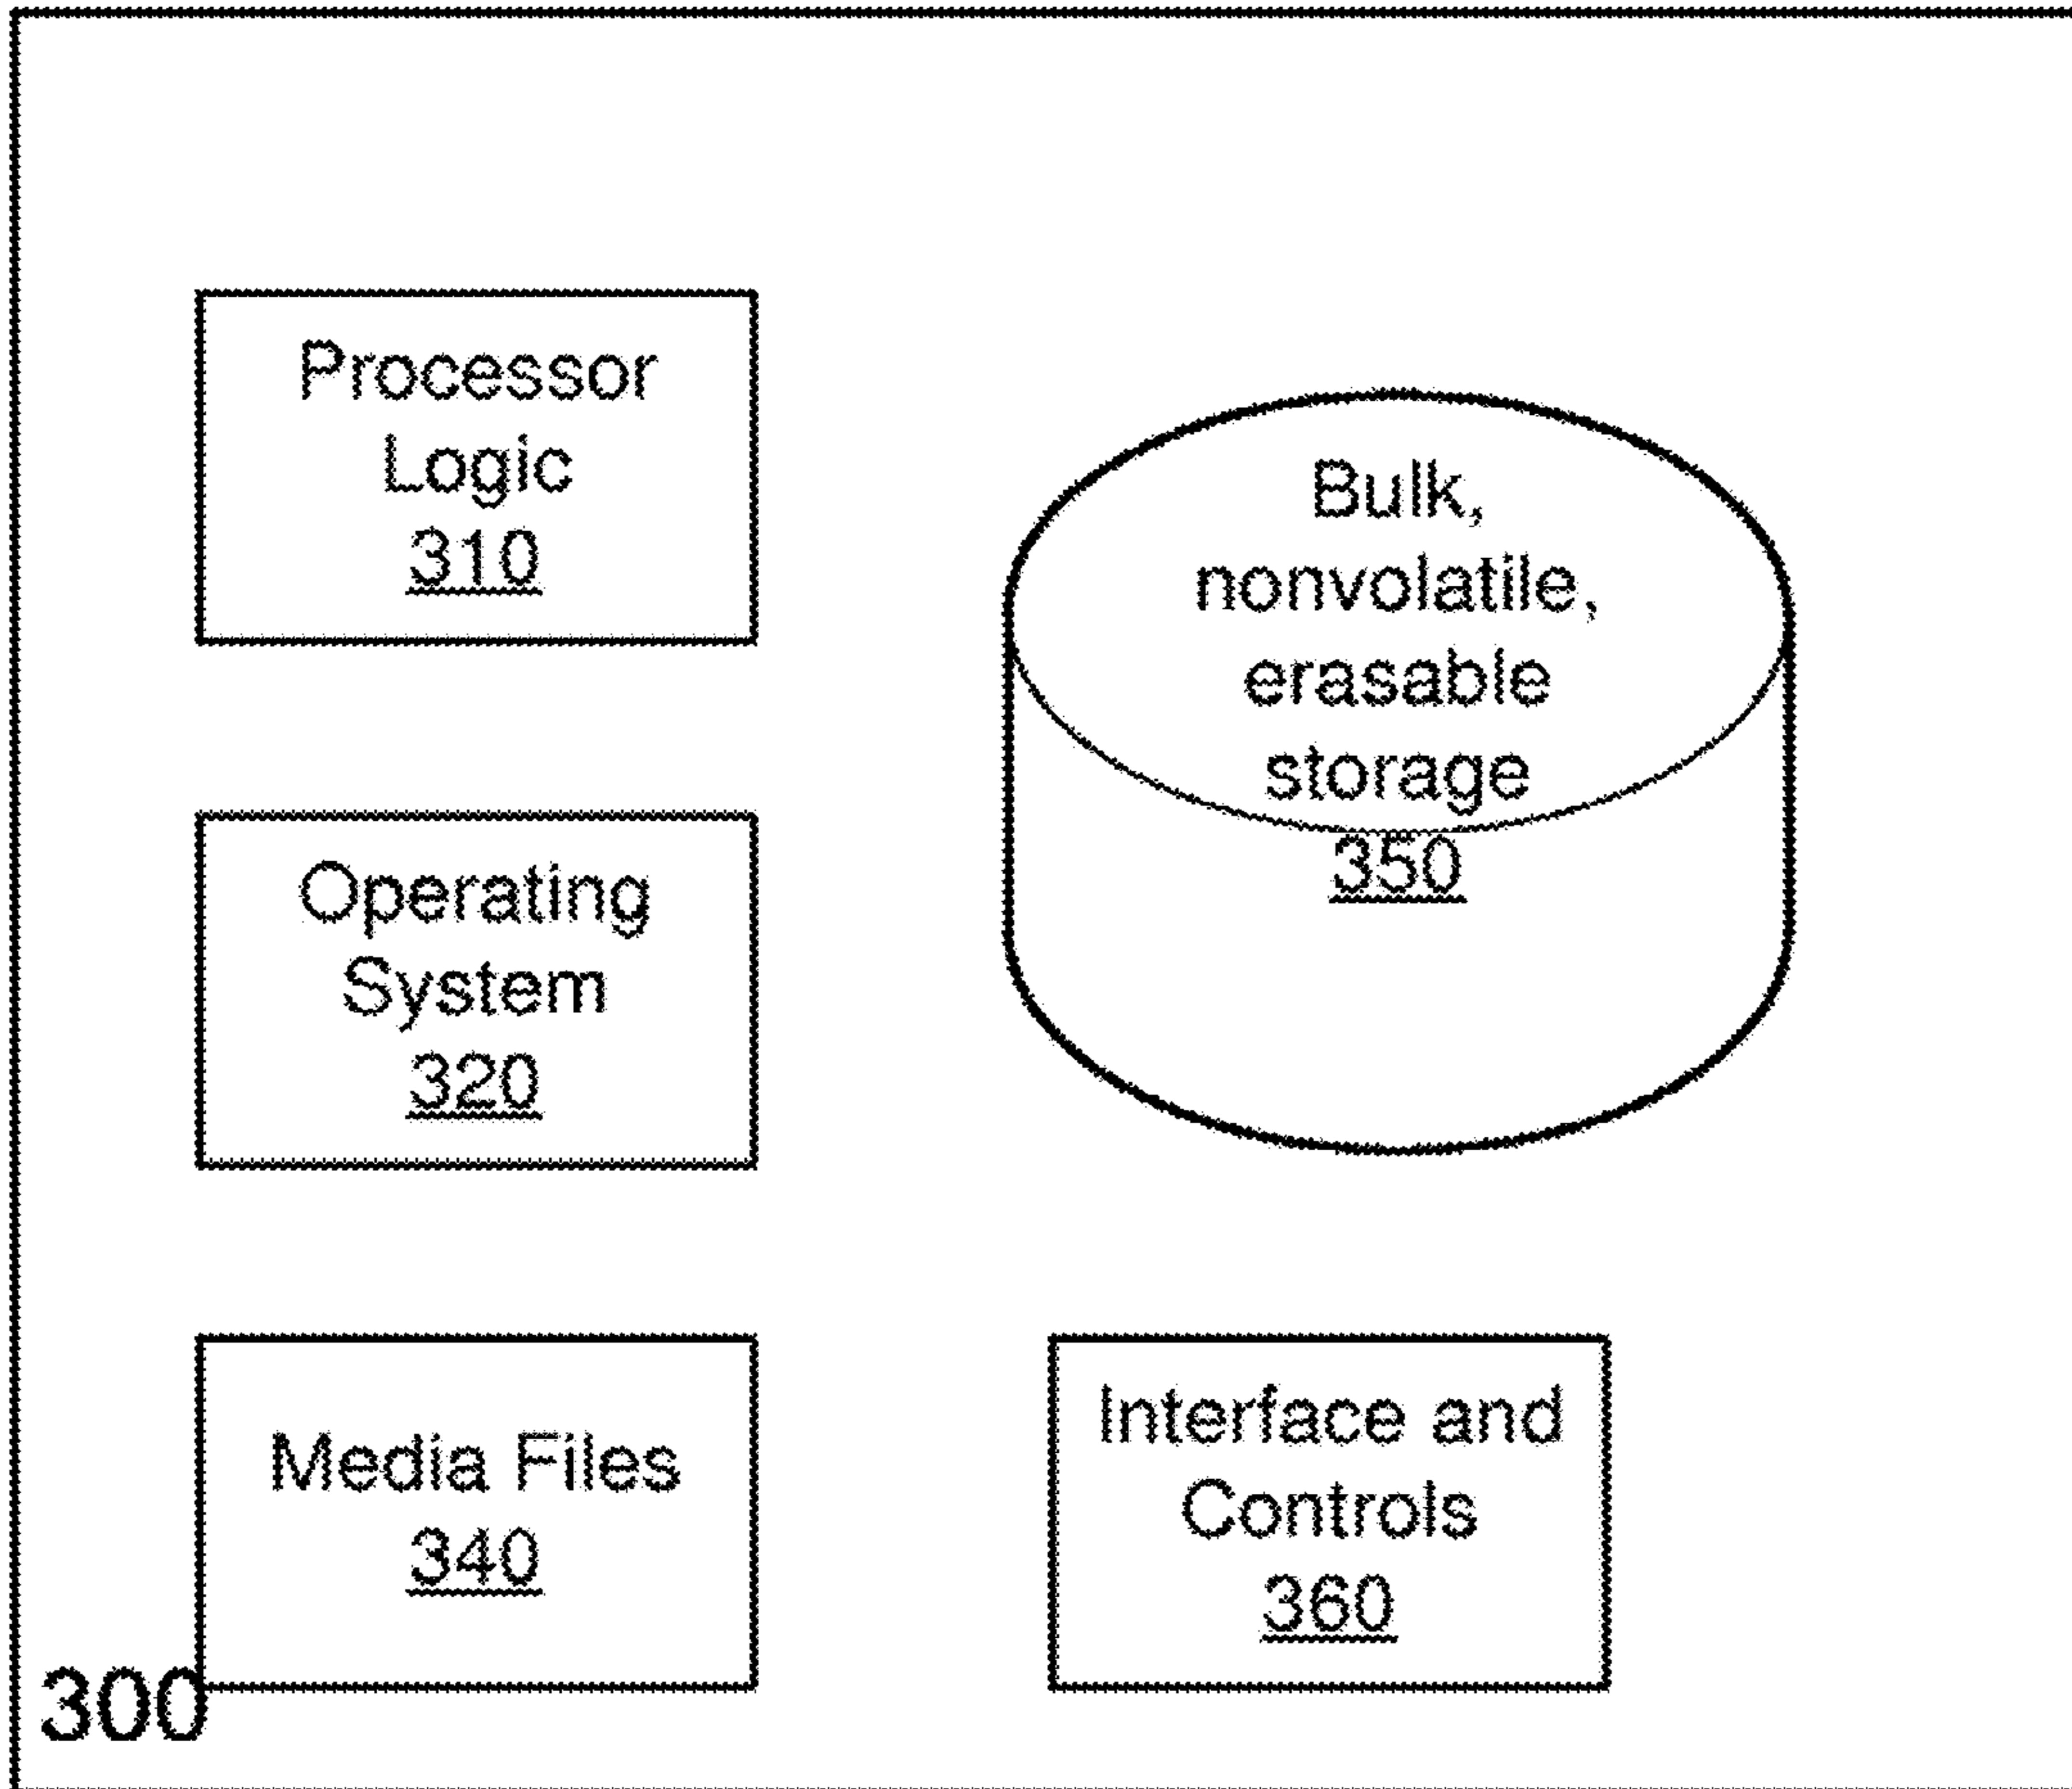 Processor
Logic
310
Bulk,
nonvolatile,
erasable
storage
350
Operating
System
320
Media Files
340
Interface and
Controls
360
300